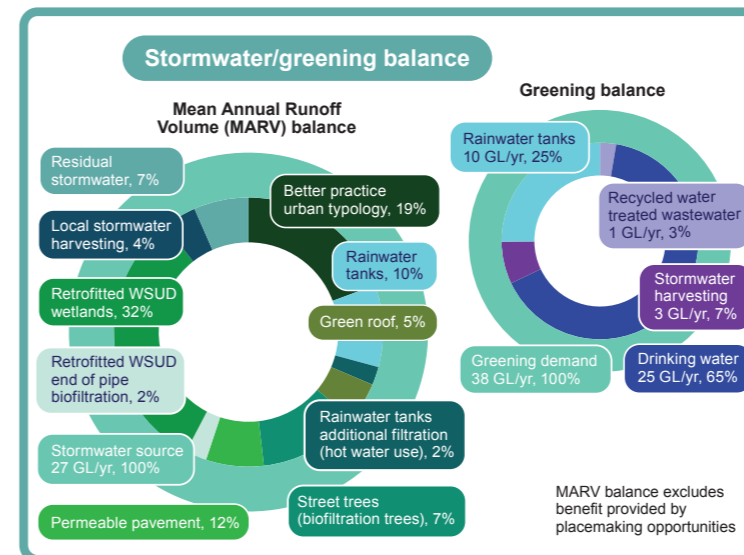 Stormwater/greening balance
Mean Annual Runoff
Volume (MARV) balance
Residual
stormwater, 7%
Better practice
urban typology, 19%
Local stormwater
harvesting, 4%
Rainwater
tanks, 10%
Retrofitted WSUD
wetlands, 32%
Green roof, 5%
Retrofitted WSUD
end of pipe
biofiltration, 2%
Rainwater tanks
additional filtration
(hot water use), 2%
Stormwater source
27 GL/yr, 100%
Street trees
(biofiltration trees), 7%
Permeable pavement, 12%
Greening balance
Rainwater tanks
10 GL/yr, 25%
Recycled water
treated wastewater
1 GL/yr, 3%
Stormwater
harvesting
3 GL/yr, 7%
Greening demand
38 GL/yr, 100%
Drinking water
25 GL/yr, 65%
MARV balance excludes
benefit provided by
placemaking opportunities